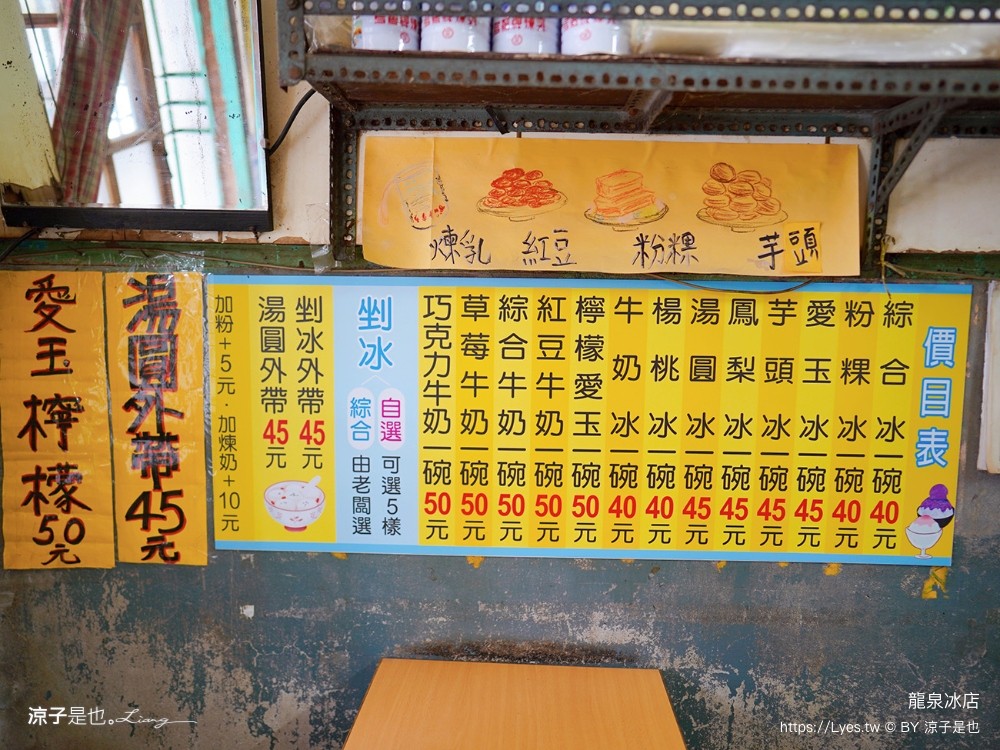 煉乳 紅豆 粉粿 芋頭
價目表
綜合冰一碗40元
粉粿冰一碗40元
愛玉冰一碗45元
芋頭冰一碗45元
鳳梨冰一碗45元
湯圓冰一碗45元
楊桃冰一碗40元
牛奶冰一碗40元
檸檬愛玉一碗50元
紅豆牛奶一碗50元
綜合牛奶一碗50元
草莓牛奶一碗50元
巧克力牛奶一碗50元
剉冰
自選可選5樣
綜合由老闆選
剉冰外帶45元
湯圓外帶45元
加粉+5元.加煉奶+10元
湯圓外帶45元
愛玉檸檬50元
涼子是也。Liang
龍泉冰店
https://Lyes.tw © BY 涼子是也